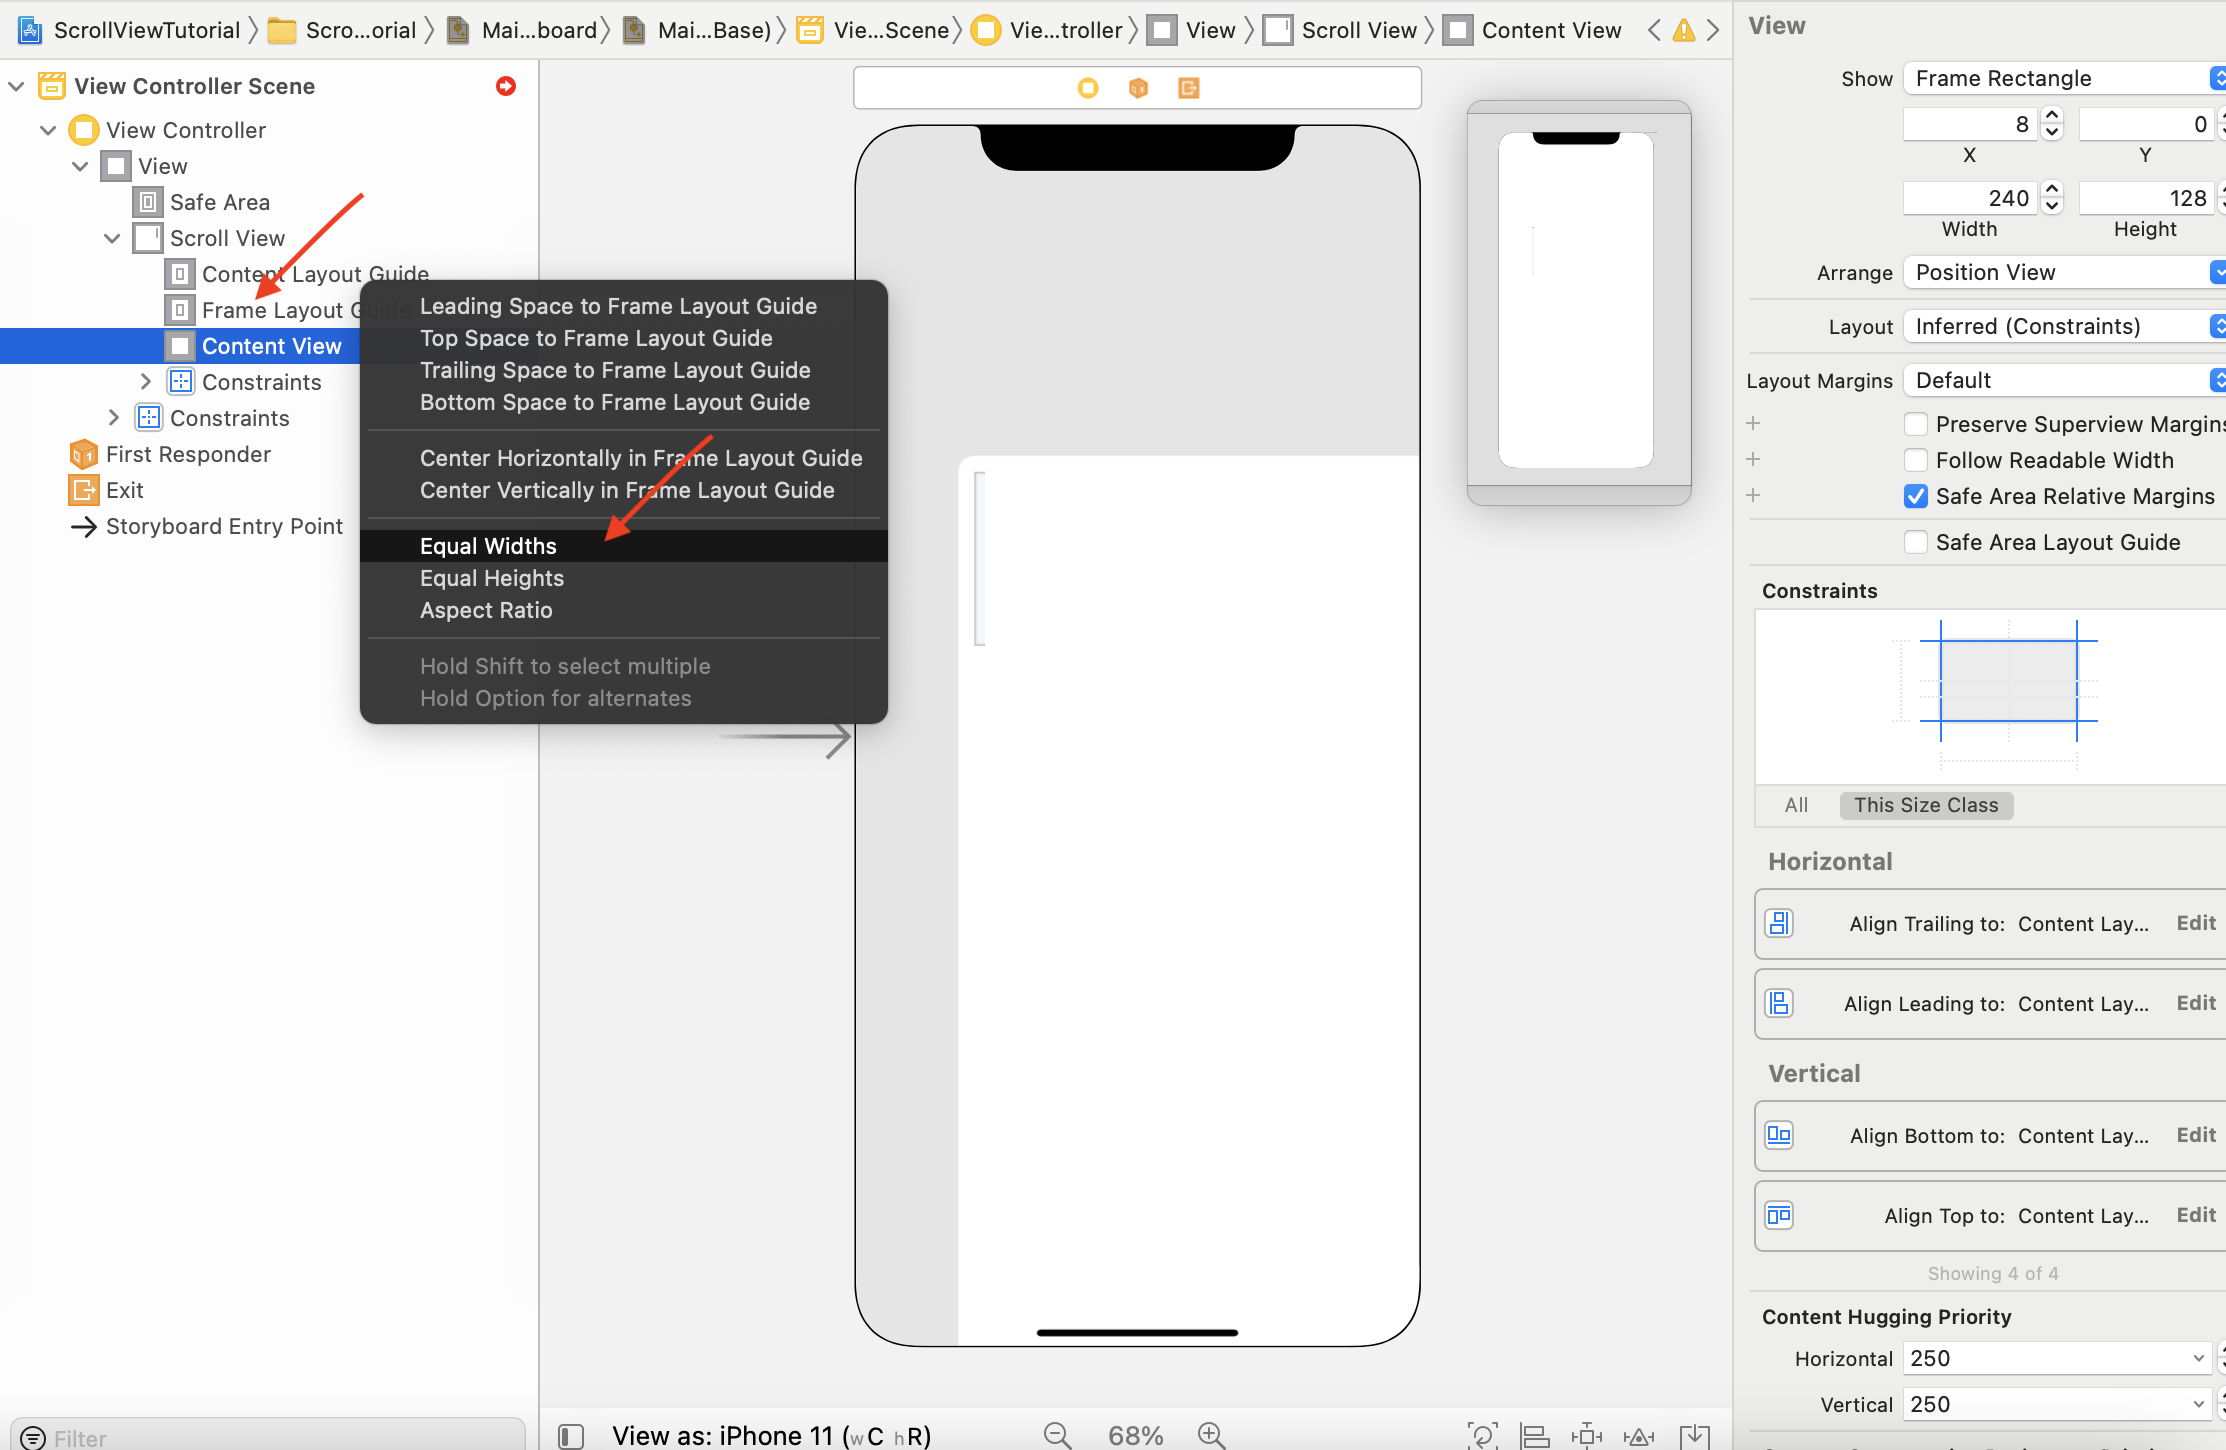 ScrollViewTutorial
Scro...orial
Mai...board
Mai...Base)
Vie...Scene
Vie...troller
View
Scroll View
Content View
View Controller Scene
View Controller
View
Safe Area
Scroll View
Content Layout Guide
Frame Layout Guide
Content View
Constraints
Constraints
First Responder
Exit
Storyboard Entry Point
Filter
Leading Space to Frame Layout Guide
Top Space to Frame Layout Guide
Trailing Space to Frame Layout Guide
Bottom Space to Frame Layout Guide
Center Horizontally in Frame Layout Guide
Center Vertically in Frame Layout Guide
Equal Widths
Equal Heights
Aspect Ratio
Hold Shift to select multiple
Hold Option for alternates
View as: iPhone 11 (wC hR)
68%
View
Show Frame Rectangle
8 0
X Y
240 128
Width Height
Arrange Position View
Layout Inferred (Constraints)
Layout Margins Default
Preserve Superview Margins
Follow Readable Width
Safe Area Relative Margins
Safe Area Layout Guide
Constraints
All This Size Class
Horizontal
Align Trailing to: Content Lay... Edit
Align Leading to: Content Lay... Edit
Vertical
Align Bottom to: Content Lay... Edit
Align Top to: Content Lay... Edit
Showing 4 of 4
Content Hugging Priority
Horizontal 250
Vertical 250